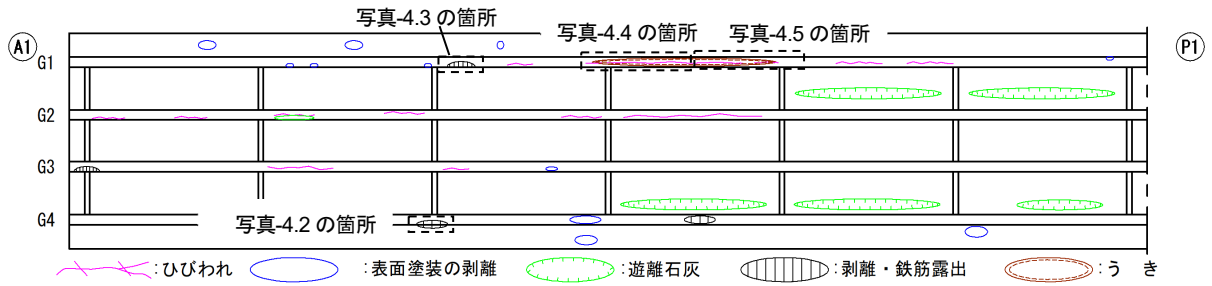 写真-4.3 の箇所
写真-4.4 の箇所
写真-4.5 の箇所
A1
P1
G1
G2
G3
G4
写真-4.2 の箇所
:ひびわれ
:表面塗装の剥離
:遊離石灰
:剥離・鉄筋露出
:う き